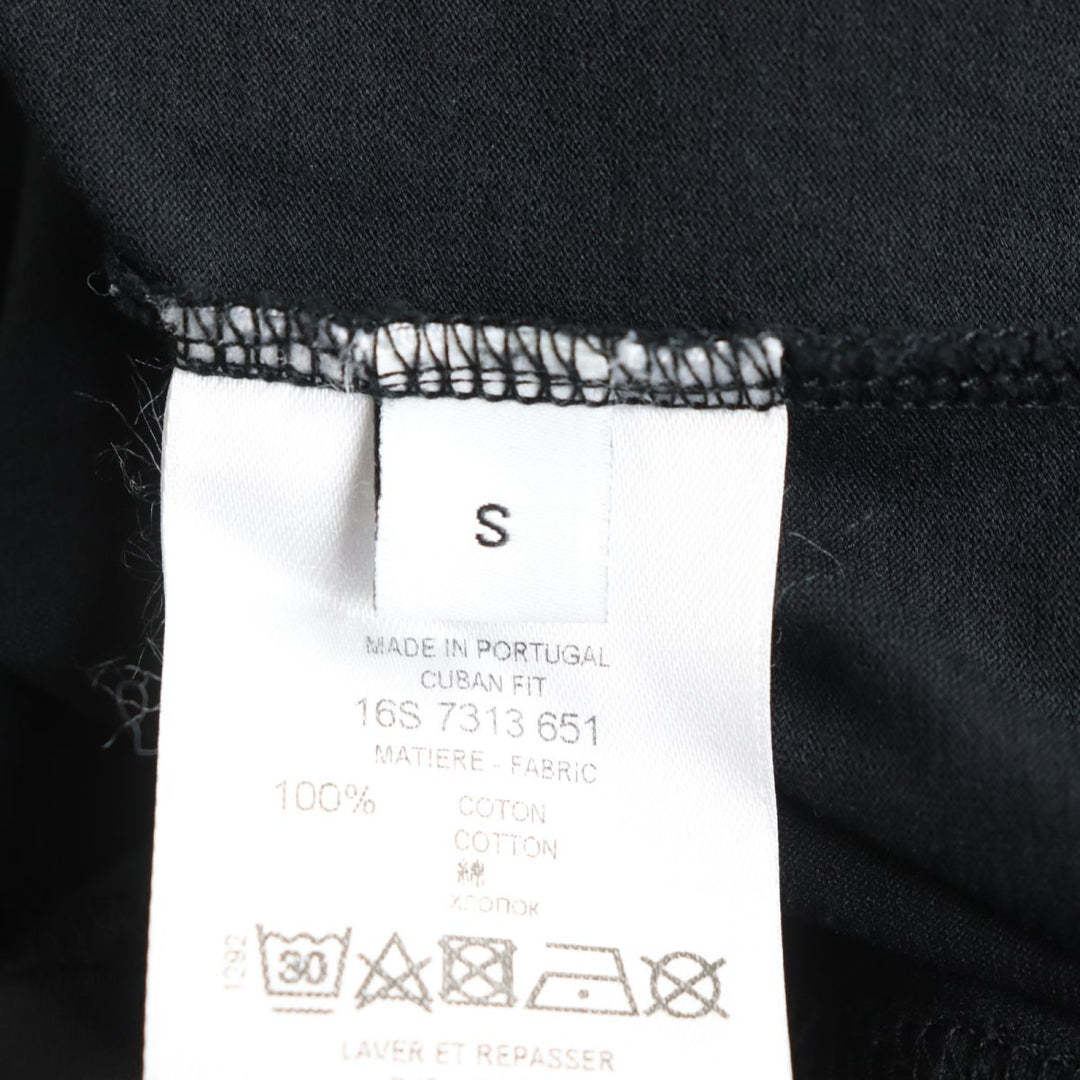 S
MADE IN PORTUGAL
CUBAN FIT
16S 7313 651
MATIERE - FABRIC
100% COTON
COTTON
綿
хлопок
1292
30
LAVER ET REPASSER